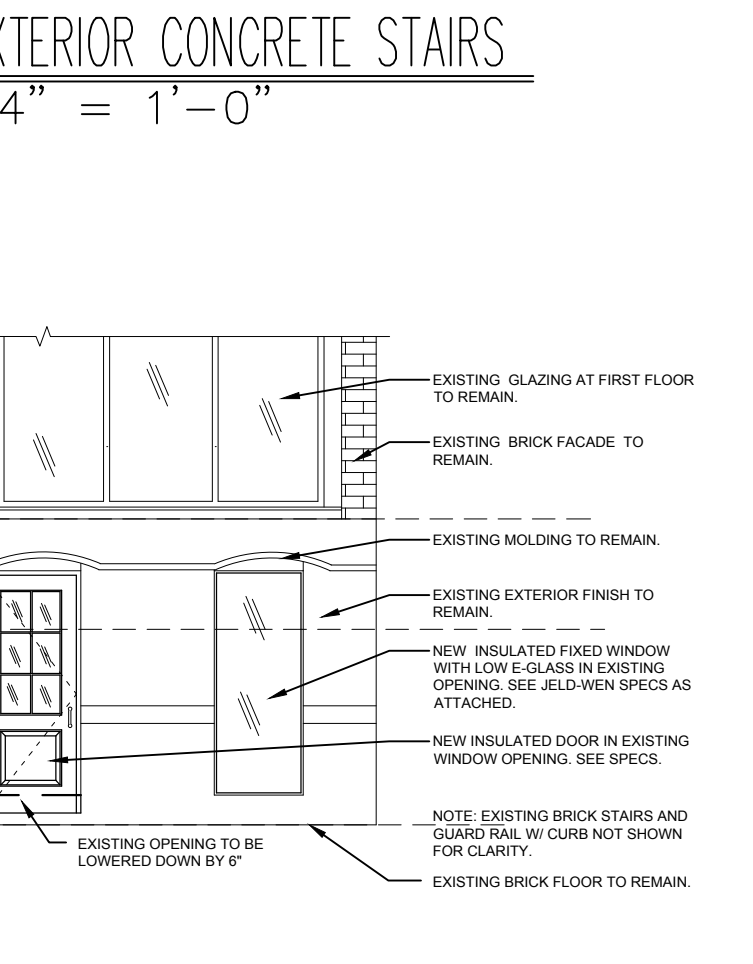 XTERIOR CONCRETE STAIRS
4" = 1'-0"
EXISTING GLAZING AT FIRST FLOOR
TO REMAIN.
EXISTING BRICK FACADE TO
REMAIN.
EXISTING MOLDING TO REMAIN.
EXISTING EXTERIOR FINISH TO
REMAIN.
NEW INSULATED FIXED WINDOW
WITH LOW E-GLASS IN EXISTING
OPENING. SEE JELD-WEN SPECS AS
ATTACHED.
NEW INSULATED DOOR IN EXISTING
WINDOW OPENING. SEE SPECS.
NOTE: EXISTING BRICK STAIRS AND
GUARD RAIL W/ CURB NOT SHOWN
FOR CLARITY.
EXISTING OPENING TO BE
LOWERED DOWN BY 6"
EXISTING BRICK FLOOR TO REMAIN.